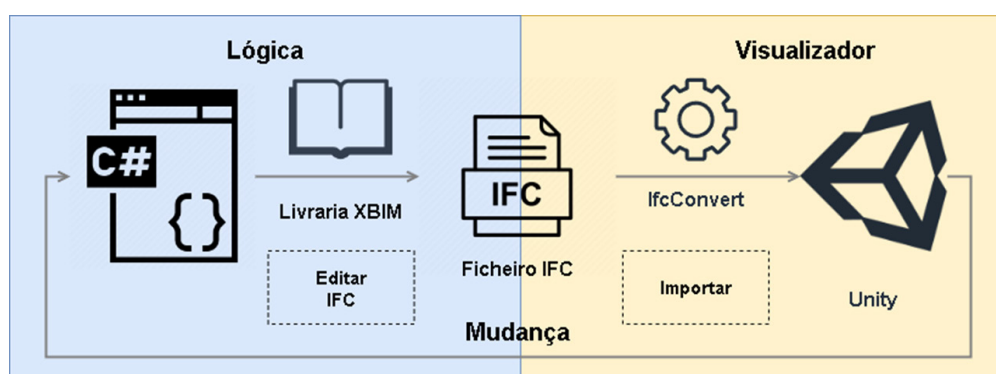 Lógica
Visualizador
C#
{}
IFC
Livraria XBIM
IfcConvert
Ficheiro IFC
Editar
IFC
Importar
Unity
Mudança